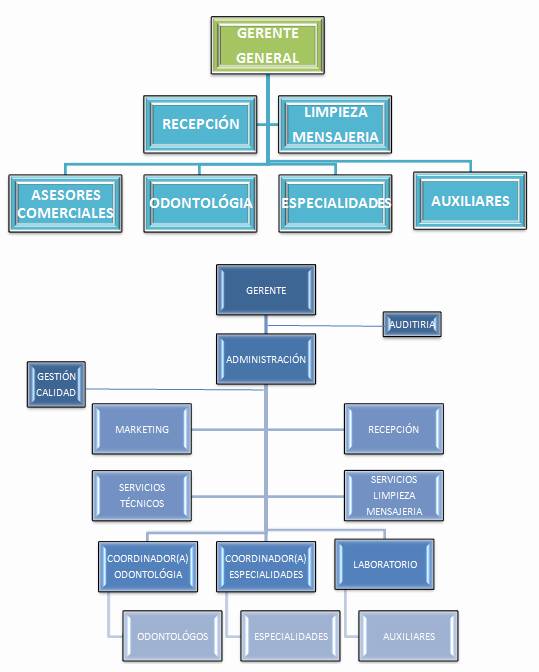 GERENTE
GENERAL
RECEPCIÓN
LIMPIEZA
MENSAJERIA
ASESORES
COMERCIALES
ODONTOLÓGIA
ESPECIALIDADES
AUXILIARES
GERENTE
AUDITIRIA
ADMINISTRACIÓN
GESTIÓN
CALIDAD
MARKETING
RECEPCIÓN
SERVICIOS
TÉCNICOS
SERVICIOS
LIMPIEZA
MENSAJERIA
COORDINADOR(A)
ODONTOLÓGIA
COORDINADOR(A)
ESPECIALIDADES
LABORATORIO
ODONTOLÓGOS
ESPECIALIDADES
AUXILIARES